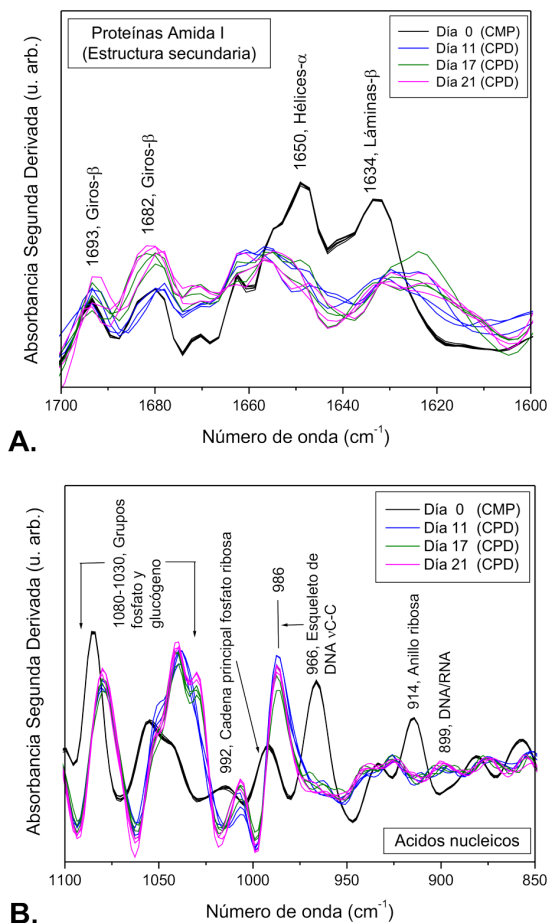 Proteínas Amida I
(Estructura secundaria)
Día 0 (CMP)
Día 11 (CPD)
Día 17 (CPD)
Día 21 (CPD)
1693, Giros-β
1682, Giros-β
1650, Hélices-α
1634, Láminas-β
Absorbancia Segunda Derivada (u. arb.)
1700 1680 1660 1640 1620 1600
Número de onda (cm⁻¹)
A.
Día 0 (CMP)
Día 11 (CPD)
Día 17 (CPD)
Día 21 (CPD)
1080-1030, Grupos
fosfato y
glucógeno
992, Cadena principal fosfato ribosa
986
966, Esqueleto de
DNA νC-C
914, Anillo ribosa
899, DNA/RNA
Absorbancia Segunda Derivada (u. arb.)
Acidos nucleicos
1100 1050 1000 950 900 850
Número de onda (cm⁻¹)
B.